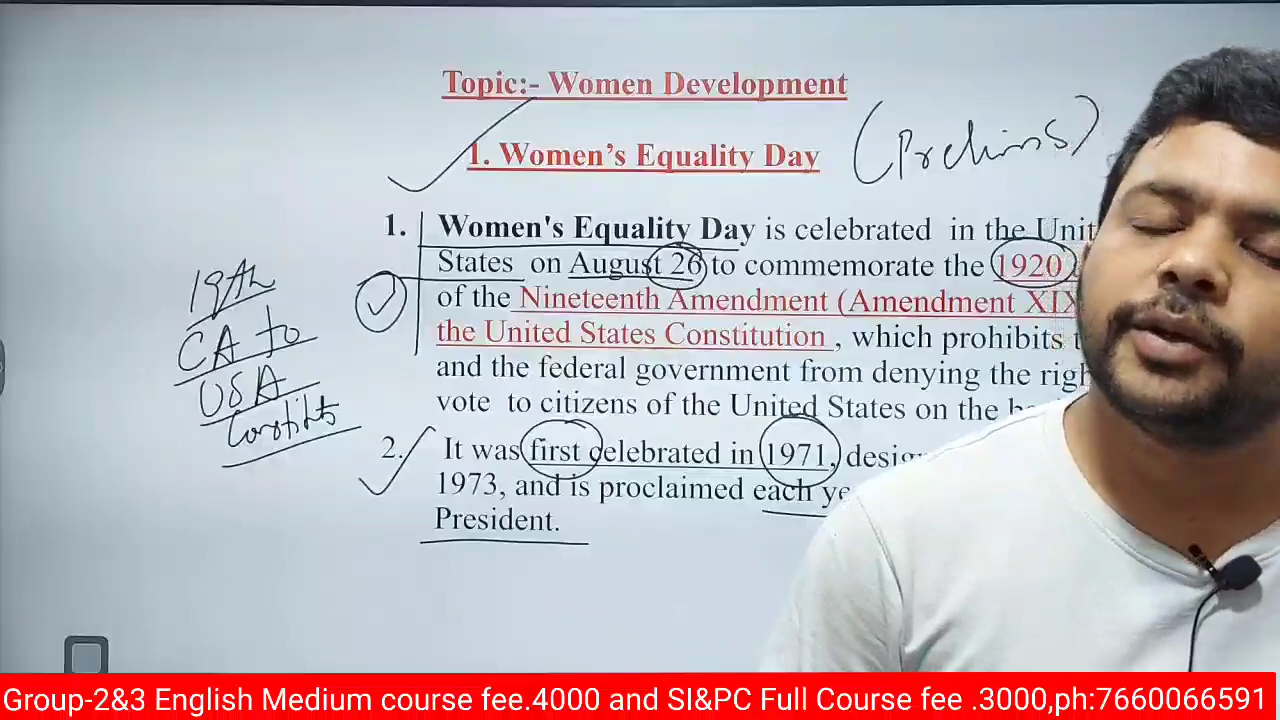 Topic:- Women Development
1. Women's Equality Day
(Prelims)
1. Women's Equality Day is celebrated in the Unit
States on August 26 to commemorate the 1920
of the Nineteenth Amendment (Amendment XIX
the United States Constitution , which prohibits
and the federal government from denying the righ
vote to citizens of the United States on the
19th
CA to
USA
2. It was first celebrated in 1971, desig
1973, and is proclaimed each ye
President.
Group-2&3 English Medium course fee.4000 and SI&PC Full Course fee .3000,ph:7660066591